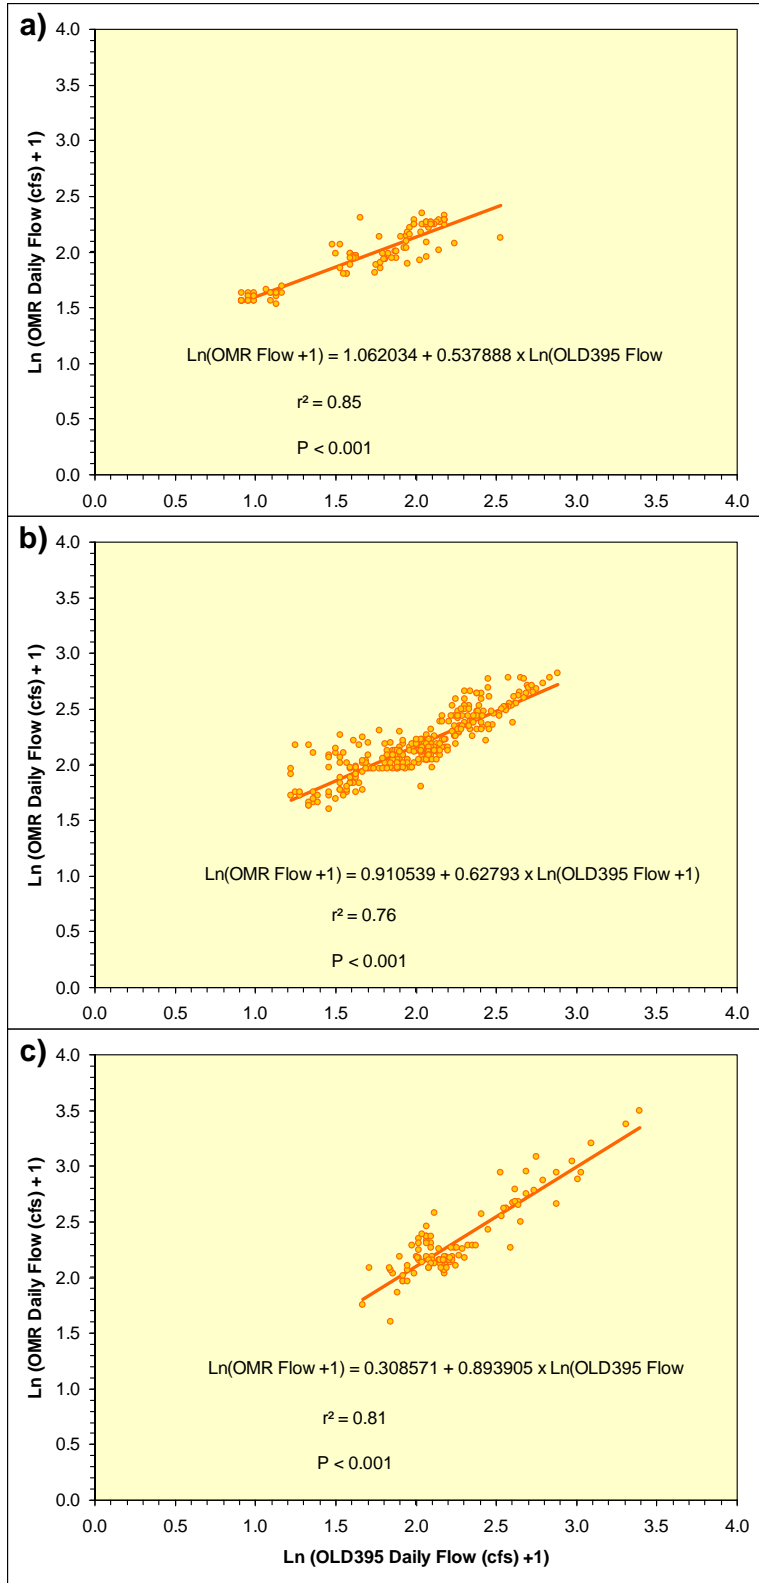 a)
4.0
3.5
3.0
2.5
2.0
1.5
1.0
0.5
0.0
Ln (OMR Daily Flow (cfs) + 1)
Ln(OMR Flow +1) = 1.062034 + 0.537888 x Ln(OLD395 Flow
r² = 0.85
P < 0.001
0.0 0.5 1.0 1.5 2.0 2.5 3.0 3.5 4.0
b)
4.0
3.5
3.0
2.5
2.0
1.5
1.0
0.5
0.0
Ln (OMR Daily Flow (cfs) + 1)
Ln(OMR Flow +1) = 0.910539 + 0.62793 x Ln(OLD395 Flow +1)
r² = 0.76
P < 0.001
0.0 0.5 1.0 1.5 2.0 2.5 3.0 3.5 4.0
c)
4.0
3.5
3.0
2.5
2.0
1.5
1.0
0.5
0.0
Ln (OMR Daily Flow (cfs) + 1)
Ln(OMR Flow +1) = 0.308571 + 0.893905 x Ln(OLD395 Flow
r² = 0.81
P < 0.001
0.0 0.5 1.0 1.5 2.0 2.5 3.0 3.5 4.0
Ln (OLD395 Daily Flow (cfs) +1)